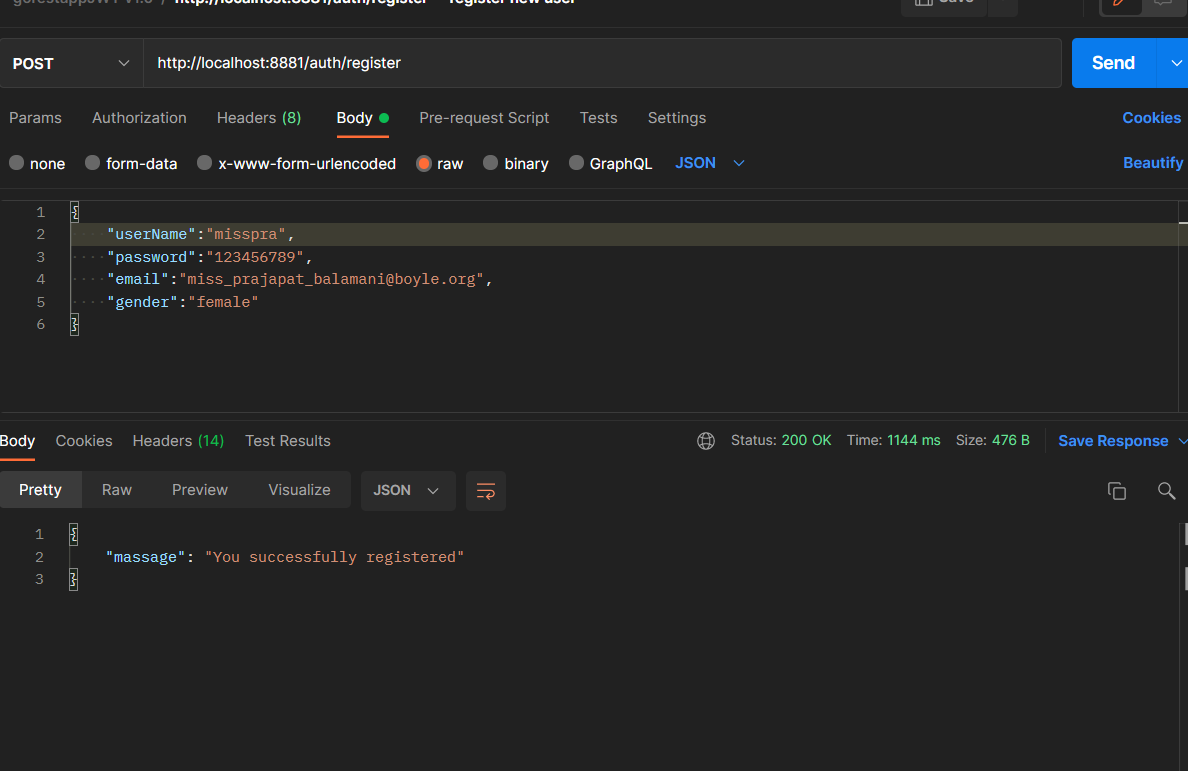 gorestappJWT V1.0 / http://localhost:8881/auth/register register new user Save
POST http://localhost:8881/auth/register Send
Params Authorization Headers (8) Body Pre-request Script Tests Settings Cookies
none form-data x-www-form-urlencoded raw binary GraphQL JSON Beautify
1 {
2 "userName":"misspra",
3 "password":"123456789",
4 "email":"miss_prajapat_balamani@boyle.org",
5 "gender":"female"
6 }
Body Cookies Headers (14) Test Results Status: 200 OK Time: 1144 ms Size: 476 B Save Response
Pretty Raw Preview Visualize JSON
1 {
2 "massage": "You successfully registered"
3 }